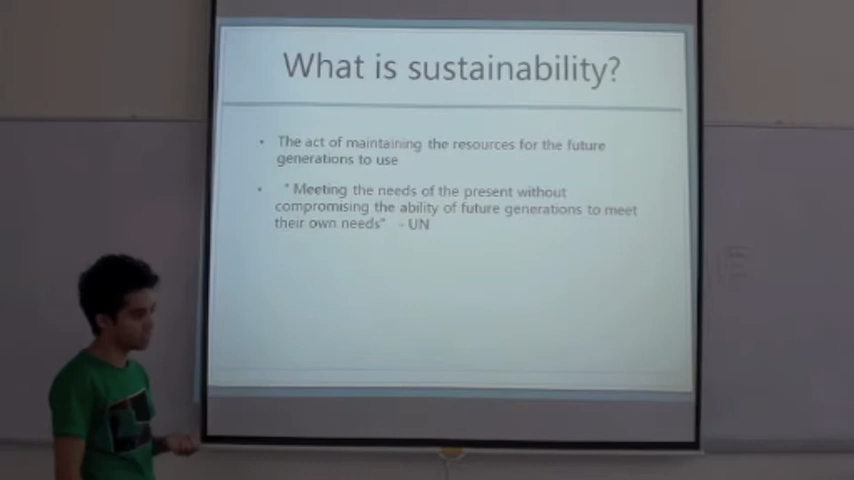 What is sustainability?
• The act of maintaining the resources for the future
generations to use
• " Meeting the needs of the present without
compromising the ability of future generations to meet
their own needs" - UN